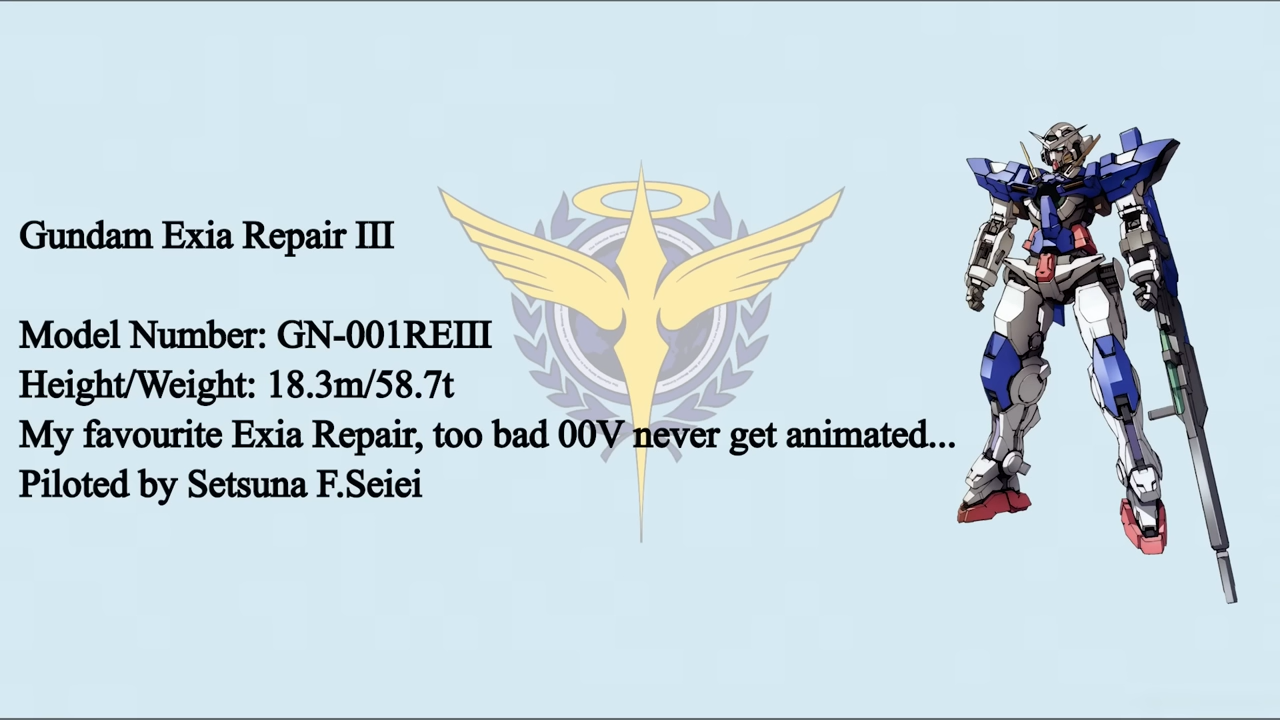 Gundam Exia Repair III
Model Number: GN-001REIII
Height/Weight: 18.3m/58.7t
My favourite Exia Repair, too bad 00V never get animated...
Piloted by Setsuna F.Seiei